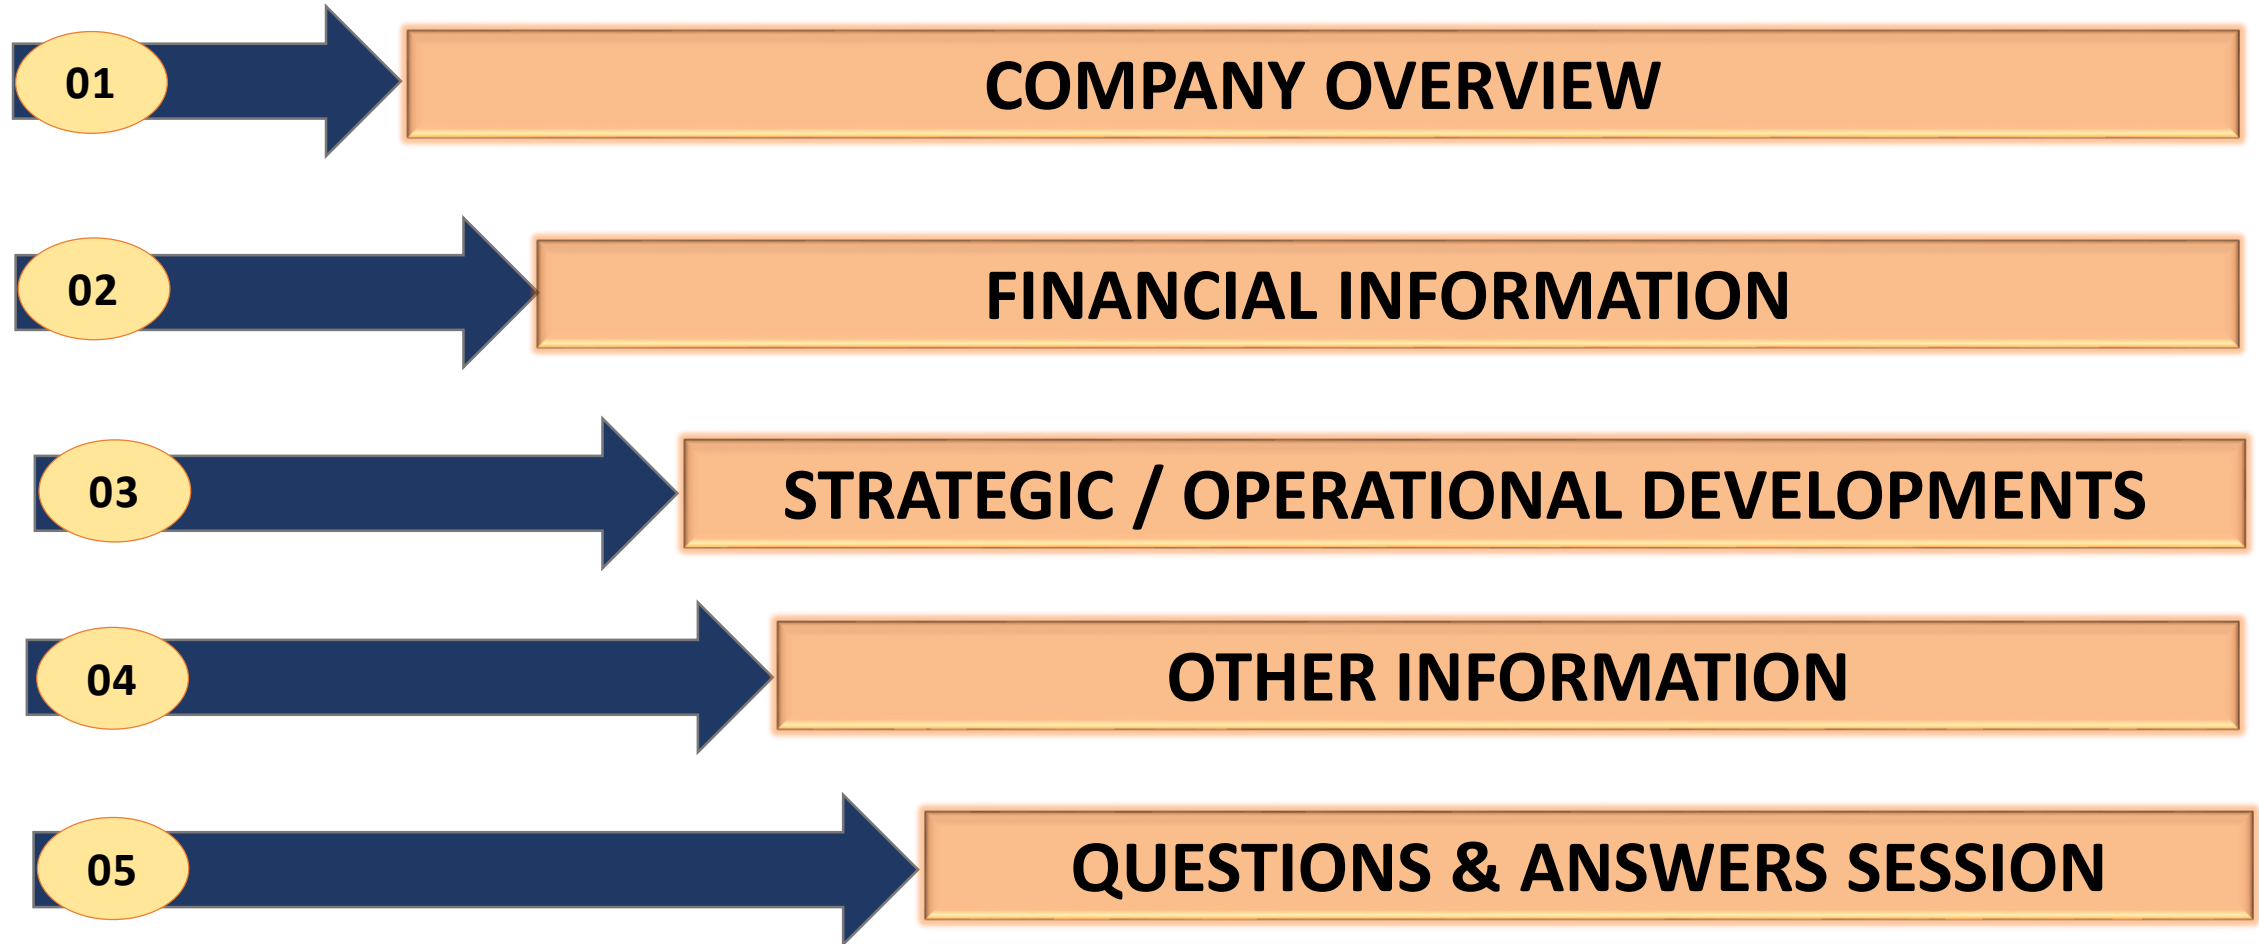 01
COMPANY OVERVIEW
02
FINANCIAL INFORMATION
03
STRATEGIC / OPERATIONAL DEVELOPMENTS
04
OTHER INFORMATION
05
QUESTIONS & ANSWERS SESSION